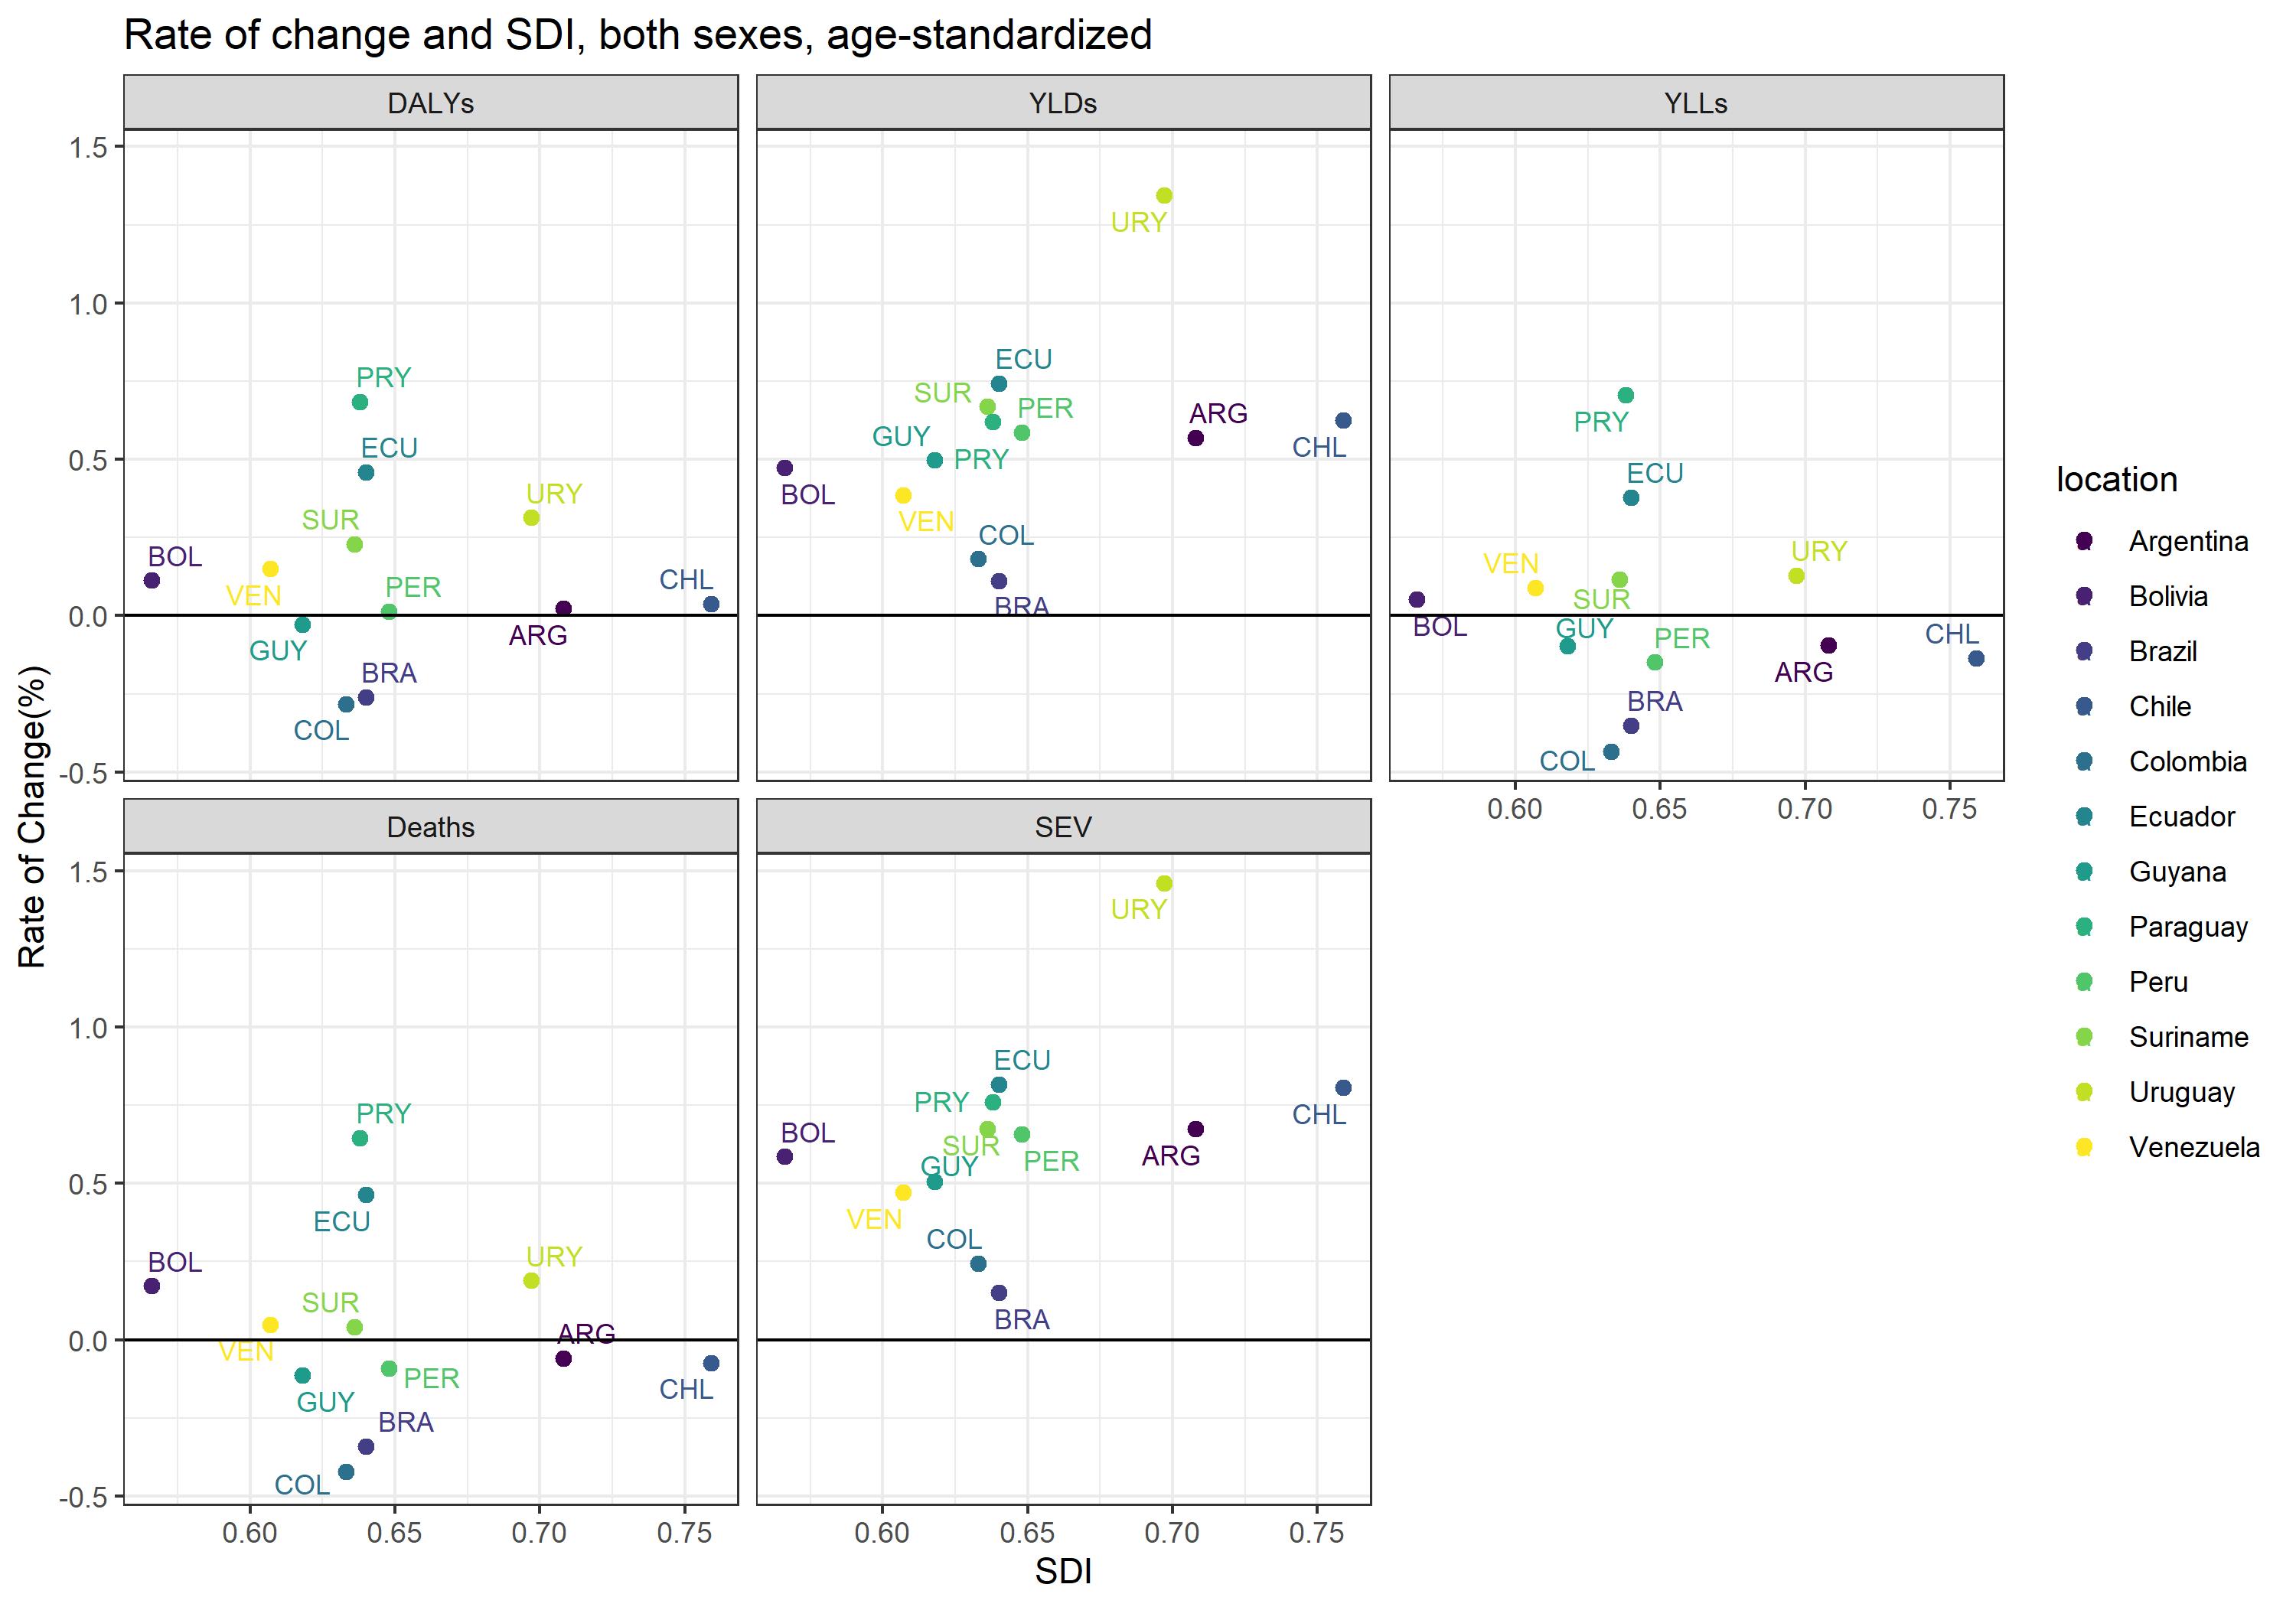 Rate of change and SDI, both sexes, age-standardized
DALYs
YLDs
YLLs
1.5
1.0
0.5
0.0
-0.5
Rate of Change(%)
PRY
ECU
URY
SUR
BOL
VEN
PER
CHL
GUY
ARG
BRA
COL
URY
ECU
SUR
PER
ARG
GUY
CHL
PRY
BOL
VEN
COL
BRA
PRY
ECU
URY
VEN
SUR
BOL
GUY
PER
CHL
ARG
BRA
COL
0.60 0.65 0.70 0.75
Deaths
SEV
1.5
1.0
0.5
0.0
-0.5
PRY
ECU
BOL
URY
SUR
ARG
VEN
PER
CHL
GUY
BRA
COL
URY
ECU
PRY
CHL
BOL
SUR
ARG
PER
GUY
VEN
COL
BRA
0.60 0.65 0.70 0.75
0.60 0.65 0.70 0.75
SDI
location
Argentina
Bolivia
Brazil
Chile
Colombia
Ecuador
Guyana
Paraguay
Peru
Suriname
Uruguay
Venezuela